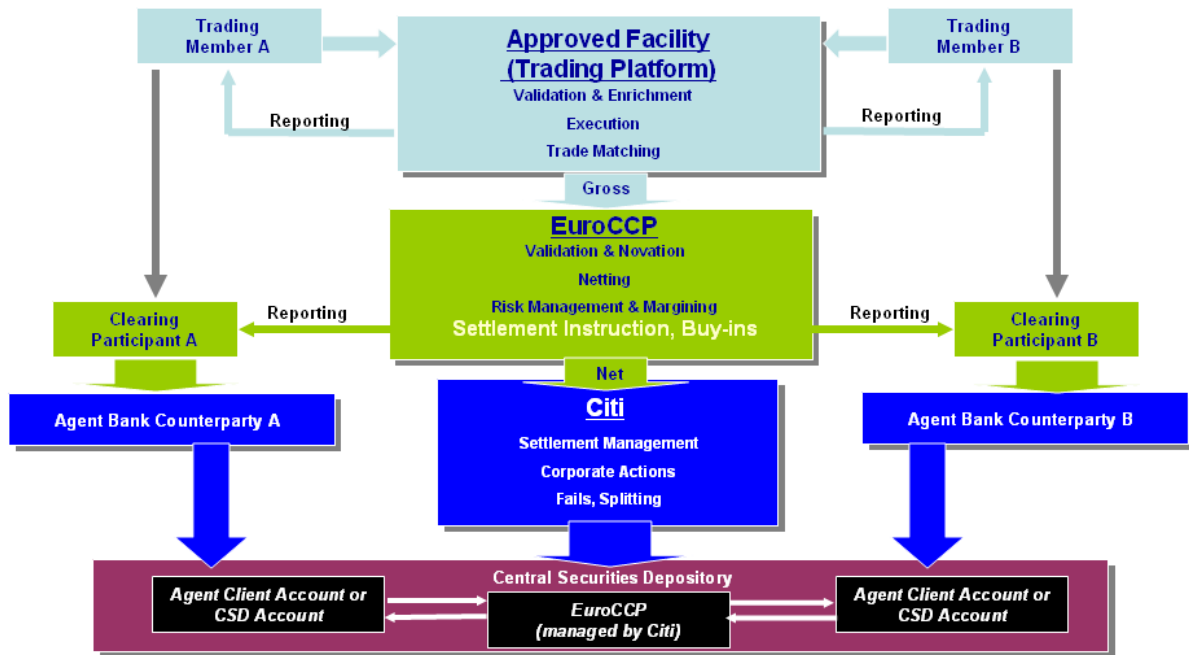 Trading
Member A
Approved Facility
(Trading Platform)
Validation & Enrichment
Execution
Trade Matching
Trading
Member B
Reporting
Reporting
Gross
EuroCCP
Validation & Novation
Netting
Risk Management & Margining
Settlement Instruction, Buy-ins
Reporting
Reporting
Clearing
Participant A
Clearing
Participant B
Net
Agent Bank Counterparty A
Citi
Settlement Management
Corporate Actions
Fails, Splitting
Agent Bank Counterparty B
Central Securities Depository
Agent Client Account or
CSD Account
EuroCCP
(managed by Citi)
Agent Client Account or
CSD Account